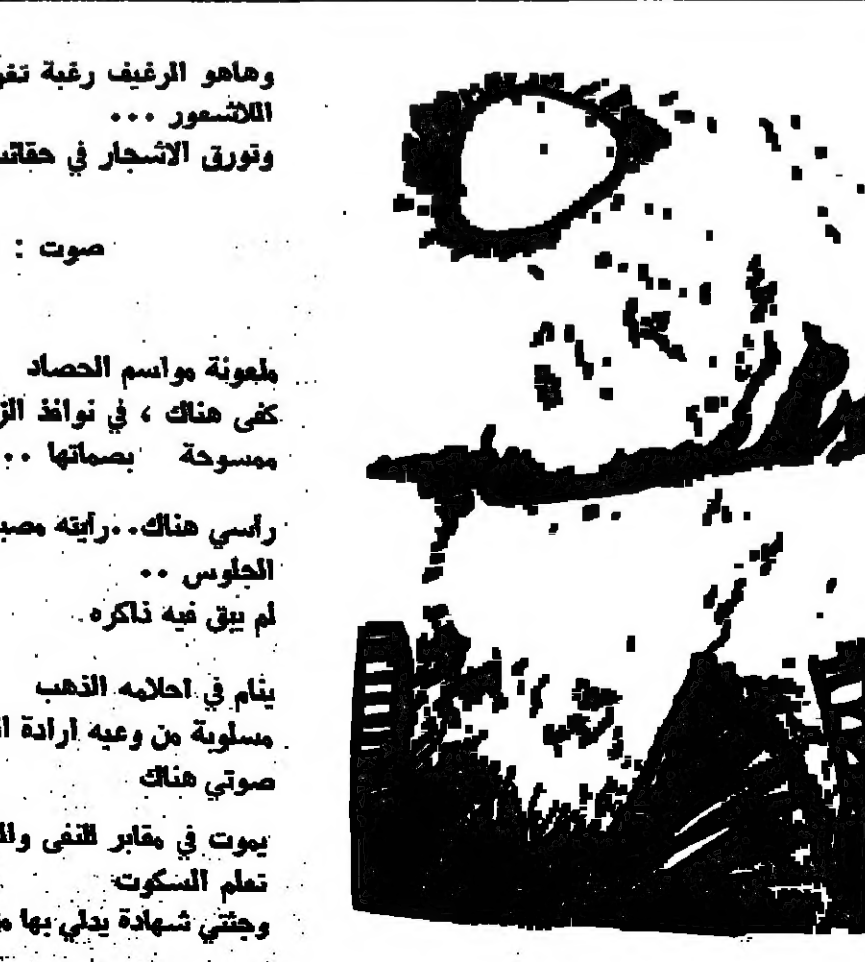 وهاهو الرغيف رغبة
اللاشعور ...
وتورق الاشجار في
صوت :
ملعونة مواسم الحصاد
كفى هناك ، في نوافذ
ممسوحة بصماتها ..
رأسي هناك..رأيته
الجلوس ..
لم يبق فيه ذاكره
ينام في احلامه الذهب
مسلوبة من وعيه ارادة
صوتي هناك
يموت في مقابر للنفى
تعلم السكوت
وجثتي شهادة يدلي بها